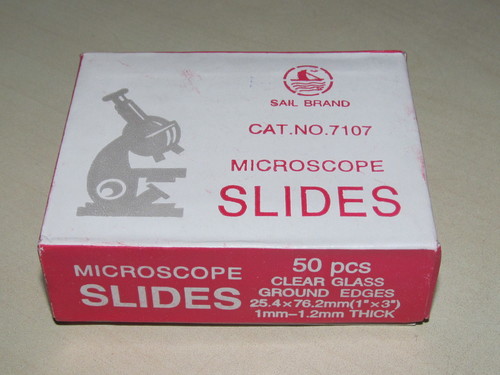 SAIL BRAND
CAT.NO.7107
MICROSCOPE
SLIDES
MICROSCOPE
SLIDES
50 pcs
CLEAR GLASS
GROUND EDGES
25.4×76.2mm(1"×3")
1mm–1.2mm THICK